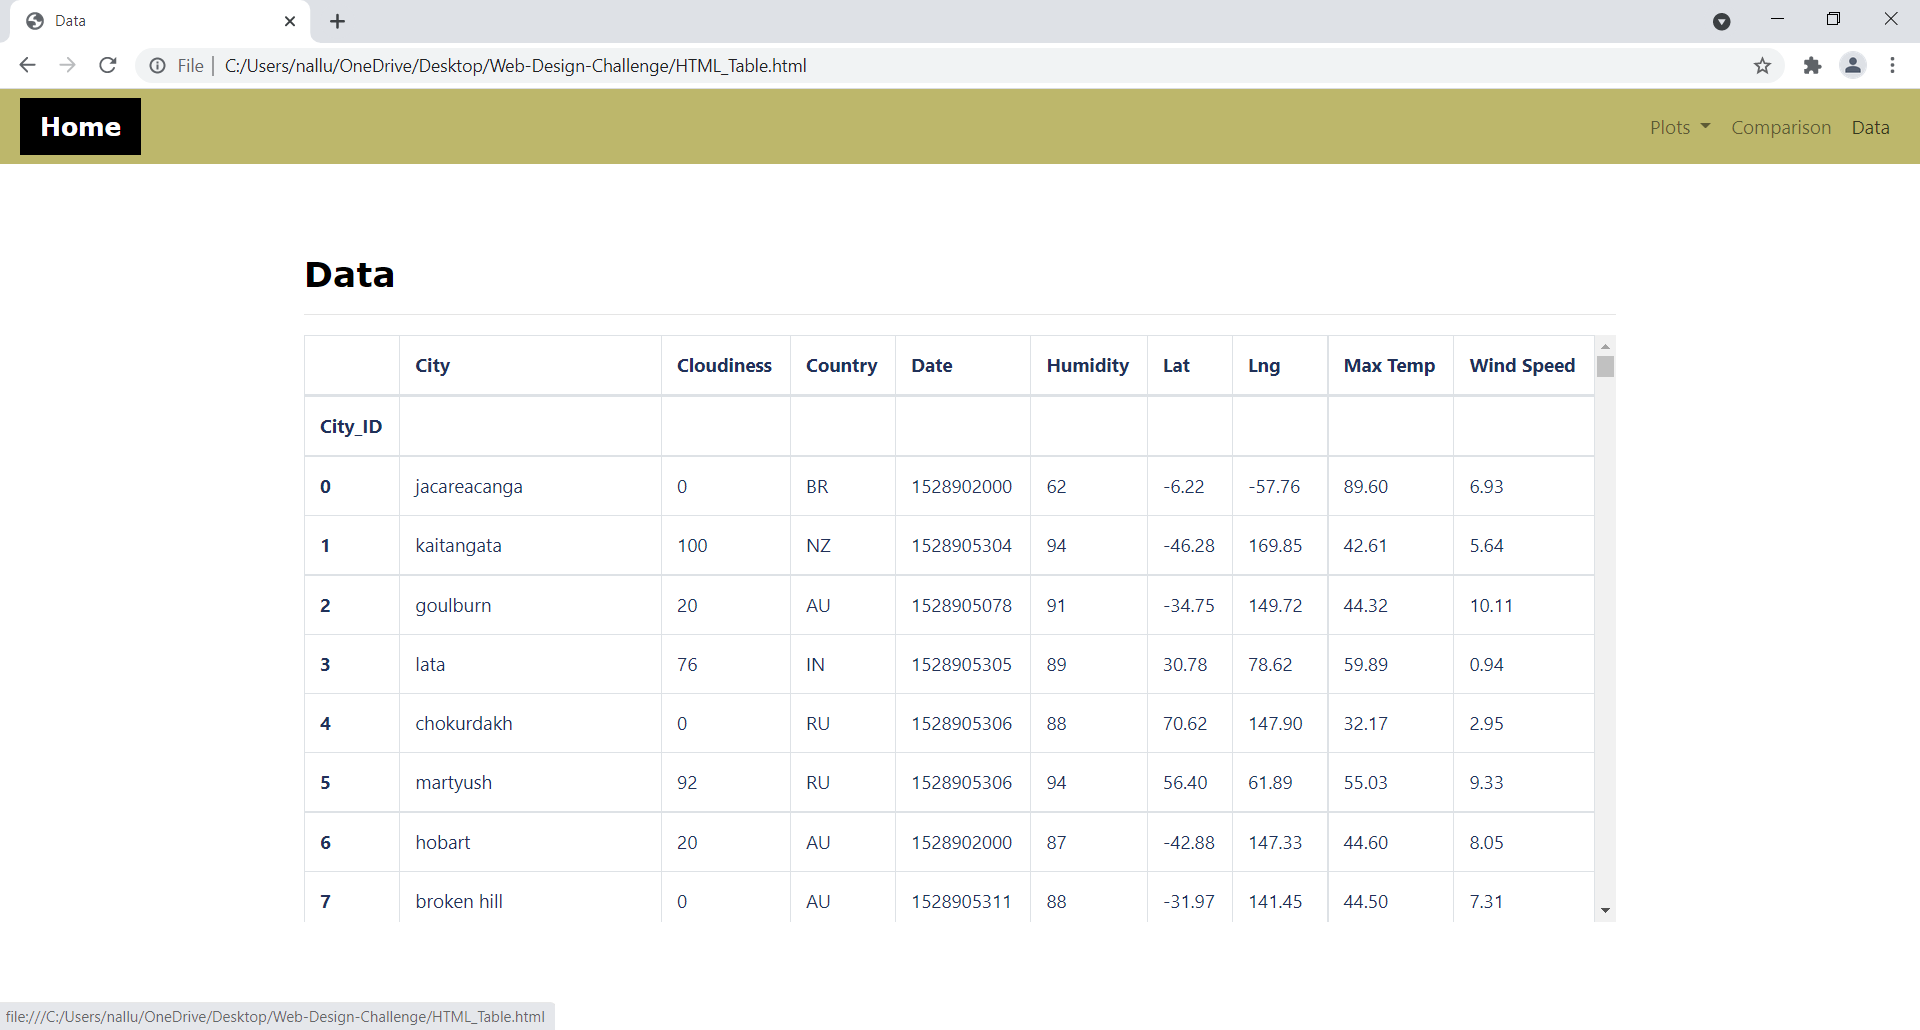 Data
File | C:/Users/nallu/OneDrive/Desktop/Web-Design-Challenge/HTML_Table.html
Home Plots Comparison Data
Data
City Cloudiness Country Date Humidity Lat Lng Max Temp Wind Speed
City_ID
0 jacareacanga 0 BR 1528902000 62 -6.22 -57.76 89.60 6.93
1 kaitangata 100 NZ 1528905304 94 -46.28 169.85 42.61 5.64
2 goulburn 20 AU 1528905078 91 -34.75 149.72 44.32 10.11
3 lata 76 IN 1528905305 89 30.78 78.62 59.89 0.94
4 chokurdakh 0 RU 1528905306 88 70.62 147.90 32.17 2.95
5 martyush 92 RU 1528905306 94 56.40 61.89 55.03 9.33
6 hobart 20 AU 1528902000 87 -42.88 147.33 44.60 8.05
7 broken hill 0 AU 1528905311 88 -31.97 141.45 44.50 7.31
file:///C:/Users/nallu/OneDrive/Desktop/Web-Design-Challenge/HTML_Table.html